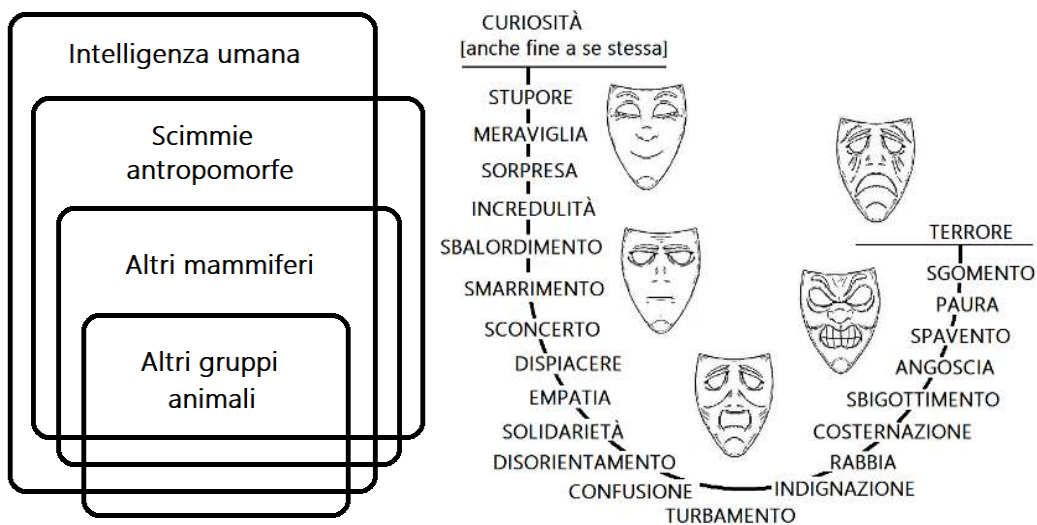 Intelligenza umana
Scimmie
antropomorfe
Altri mammiferi
Altri gruppi
animali
CURIOSITÀ
[anche fine a se stessa]
STUPORE
MERAVIGLIA
SORPRESA
INCREDULITÀ
SBALORDIMENTO
SMARRIMENTO
SCONCERTO
DISPIACERE
EMPATIA
SOLIDARIETÀ
DISORIENTAMENTO
CONFUSIONE
TURBAMENTO
INDIGNAZIONE
RABBIA
COSTERNAZIONE
SBIGOTTIMENTO
ANGOSCIA
SPAVENTO
PAURA
SGOMENTO
TERRORE